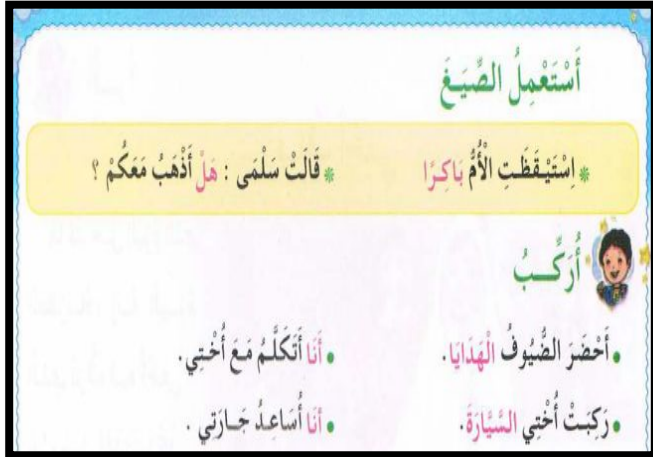 أَسْتَعْمِلُ الصِّيَغَ
* اِسْتَيْقَظَتِ الْأُمُّ بَاكِرًا * قَالَتْ سَلْمَى : هَلْ أَذْهَبُ مَعَكُمْ ؟
أُرَكِّبُ
• أَحْضَرَ الضُّيُوفُ الْهَدَايَا. • أَنَا أَتَكَلَّمُ مَعَ أُخْتِي.
• رَكِبَتْ أُخْتِي السَّيَّارَةَ. • أَنَا أُسَاعِدُ جَارَتِي .